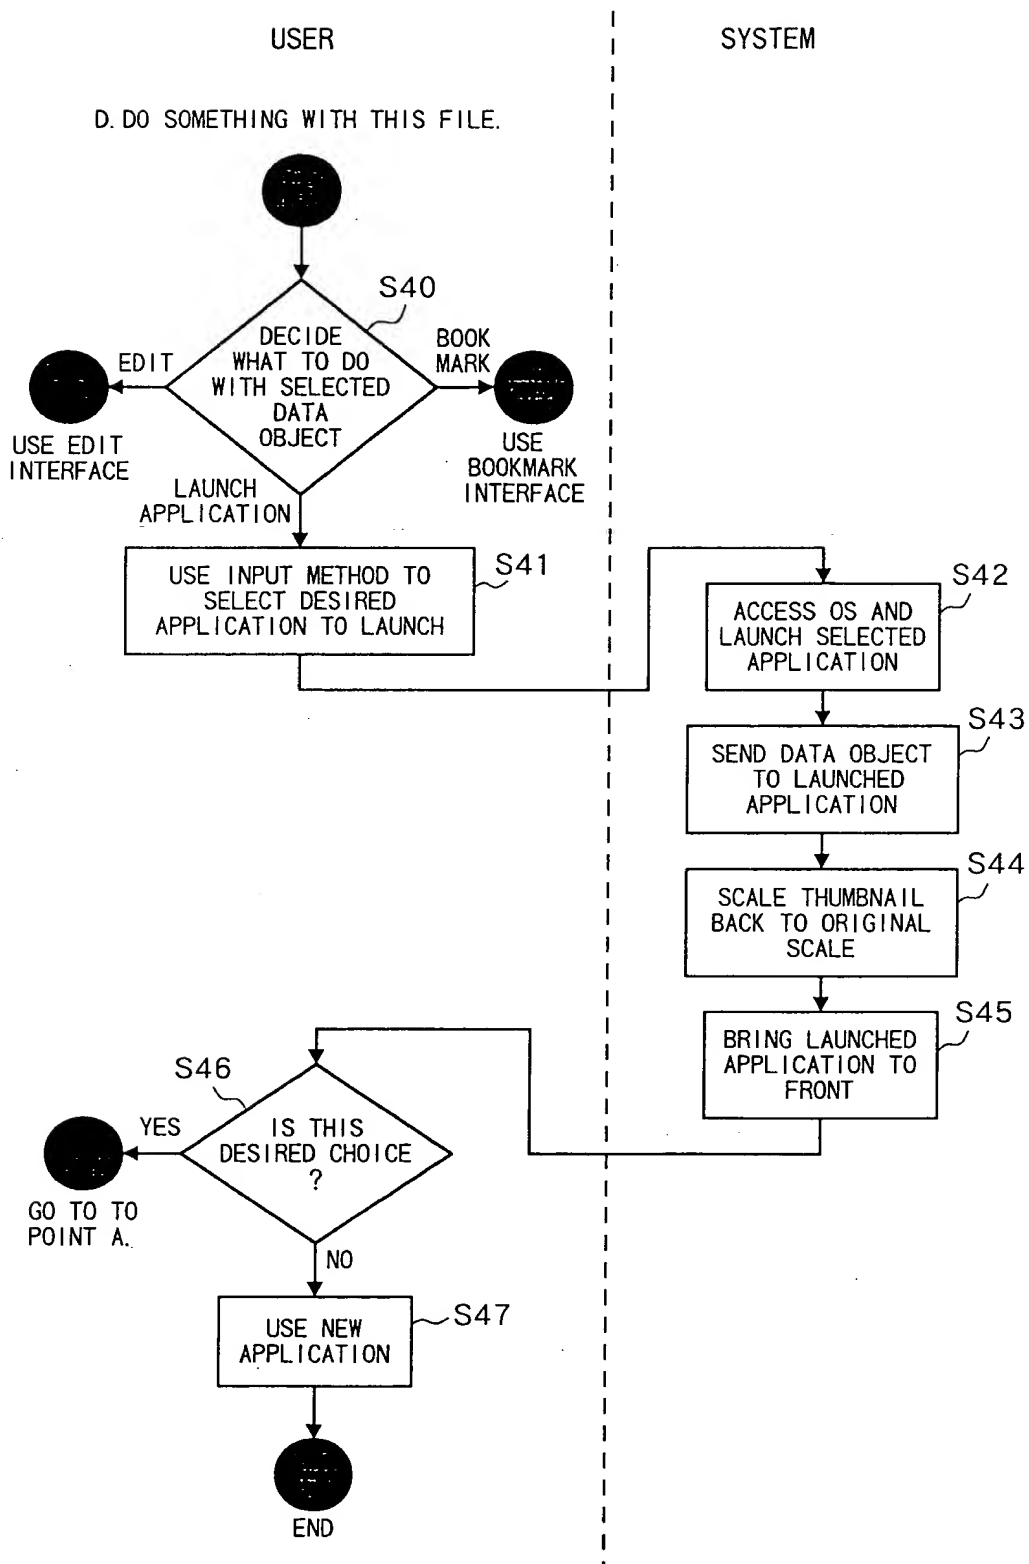 USER
SYSTEM
D. DO SOMETHING WITH THIS FILE.
S40
DECIDE
WHAT TO DO
WITH SELECTED
DATA
OBJECT
EDIT
BOOK
MARK
USE EDIT
INTERFACE
USE
BOOKMARK
INTERFACE
LAUNCH
APPLICATION
S41
USE INPUT METHOD TO
SELECT DESIRED
APPLICATION TO LAUNCH
S42
ACCESS OS AND
LAUNCH SELECTED
APPLICATION
S43
SEND DATA OBJECT
TO LAUNCHED
APPLICATION
S44
SCALE THUMBNAIL
BACK TO ORIGINAL
SCALE
S45
BRING LAUNCHED
APPLICATION TO
FRONT
S46
IS THIS
DESIRED CHOICE
?
YES
GO TO TO
POINT A.
NO
S47
USE NEW
APPLICATION
END